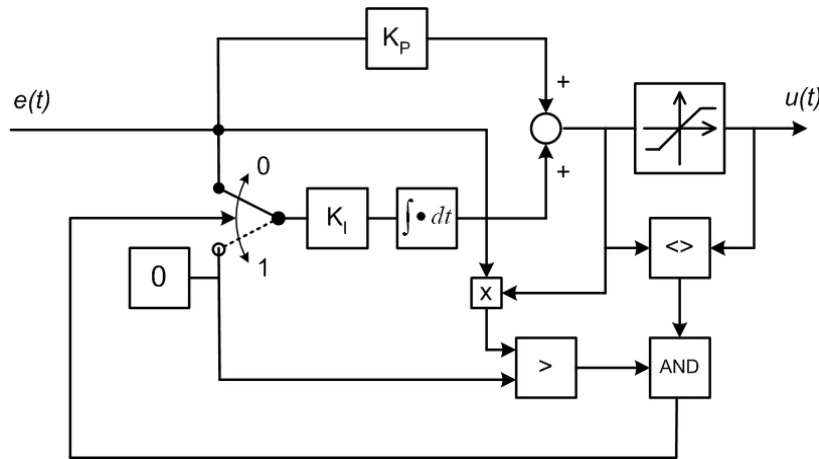 K_P
e(t)
+
u(t)
0
+
K_I
∫ • dt
<>
1
0
x
>
AND